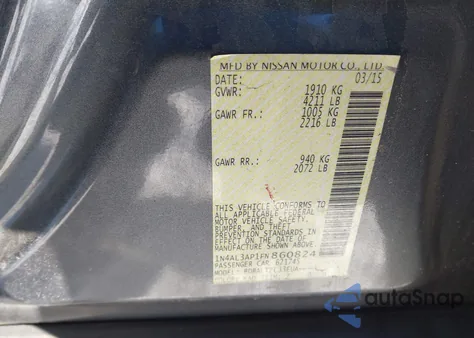 MFD BY NISSAN MOTOR CO., LTD.
DATE: 03/15
GVWR: 1910 KG
4211 LB
GAWR FR.: 1005 KG
2216 LB
GAWR RR.: 940 KG
2072 LB
THIS VEHICLE CONFORMS TO
ALL APPLICABLE FEDERAL
MOTOR VEHICLE SAFETY,
BUMPER, AND THEFT
PREVENTION STANDARDS IN
EFFECT ON THE DATE OF
MANUFACTURE SHOWN ABOVE.
1N4AL3AP1FN860824
PASSENGER CAR
MODEL:
autoSnap